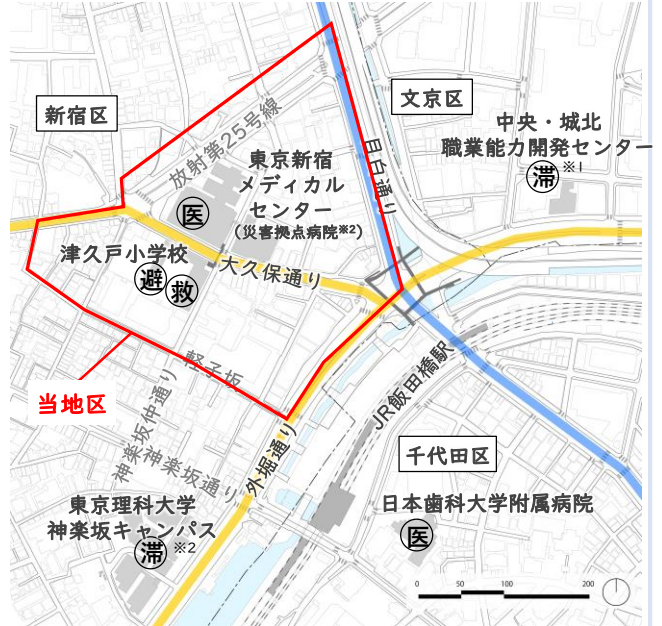 新宿区
文京区
放射第25号線
目白通り
中央・城北
職業能力開発センター
滞 ※1
東京新宿
メディカル
センター
(災害拠点病院※2)
医
津久戸小学校
避 救
大久保通り
軽子坂
当地区
神楽坂仲通り
神楽坂通り
外堀通り
JR飯田橋駅
千代田区
東京理科大学
神楽坂キャンパス
滞 ※2
日本歯科大学附属病院
医
0 50 100 200